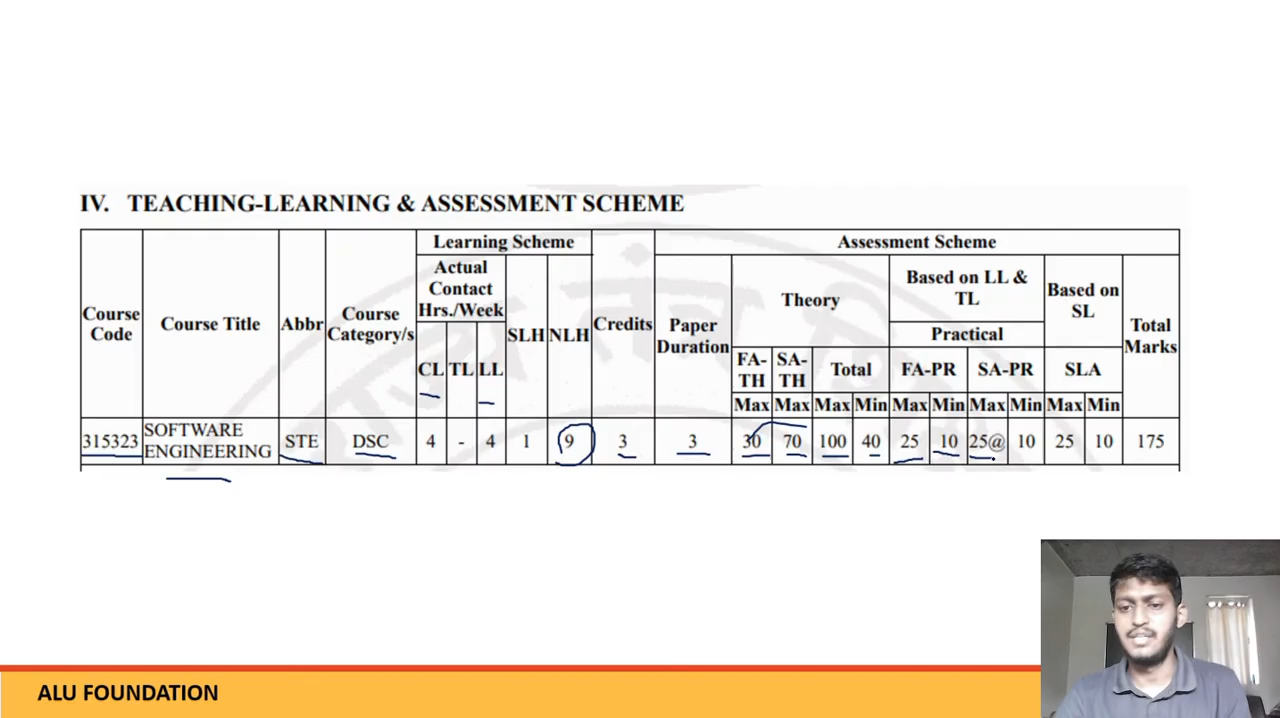 IV. TEACHING-LEARNING & ASSESSMENT SCHEME
Learning Scheme
Assessment Scheme
Course Code
Course Title
Abbr
Course Category/s
Actual Contact Hrs./Week
CL
TL
LL
SLH
NLH
Credits
Paper Duration
Theory
Based on LL & TL
Practical
Based on SL
Total Marks
FA-TH
SA-TH
Total
FA-PR
SA-PR
SLA
Max Max Max Min Max Min Max Min Max Min
315323 SOFTWARE ENGINEERING STE DSC 4 - 4 1 9 3 3 30 70 100 40 25 10 25@ 10 25 10 175
ALU FOUNDATION